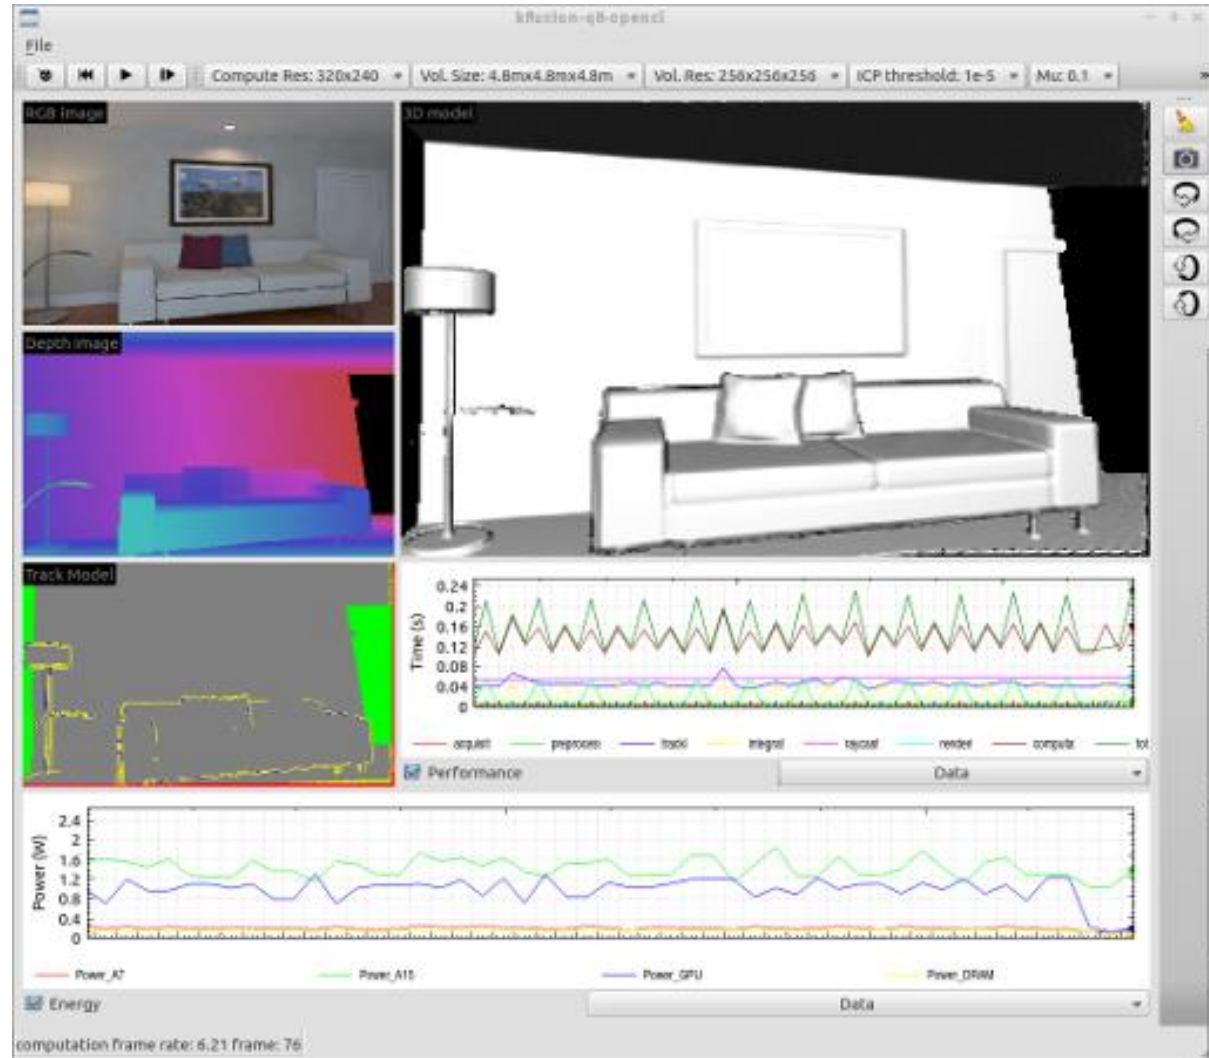 kfusion-qt-opencl
File
Compute Res: 320x240 Vol. Size: 4.8mx4.8mx4.8m Vol. Res: 256x256x256 ICP threshold: 1e-5 Mu: 0.1 »
RGB image
3D model
Depth image
Track Model
Time (s)
0.24
0.2
0.16
0.12
0.08
0.04
0
acquisit preproces tracki integrat raycast render computa tot
Performance Data
Power (W)
2.4
2
1.6
1.2
0.8
0.4
0
Power_A7 Power_A15 Power_GPU Power_DRAM
Energy Data
computation frame rate: 6.21 frame: 76